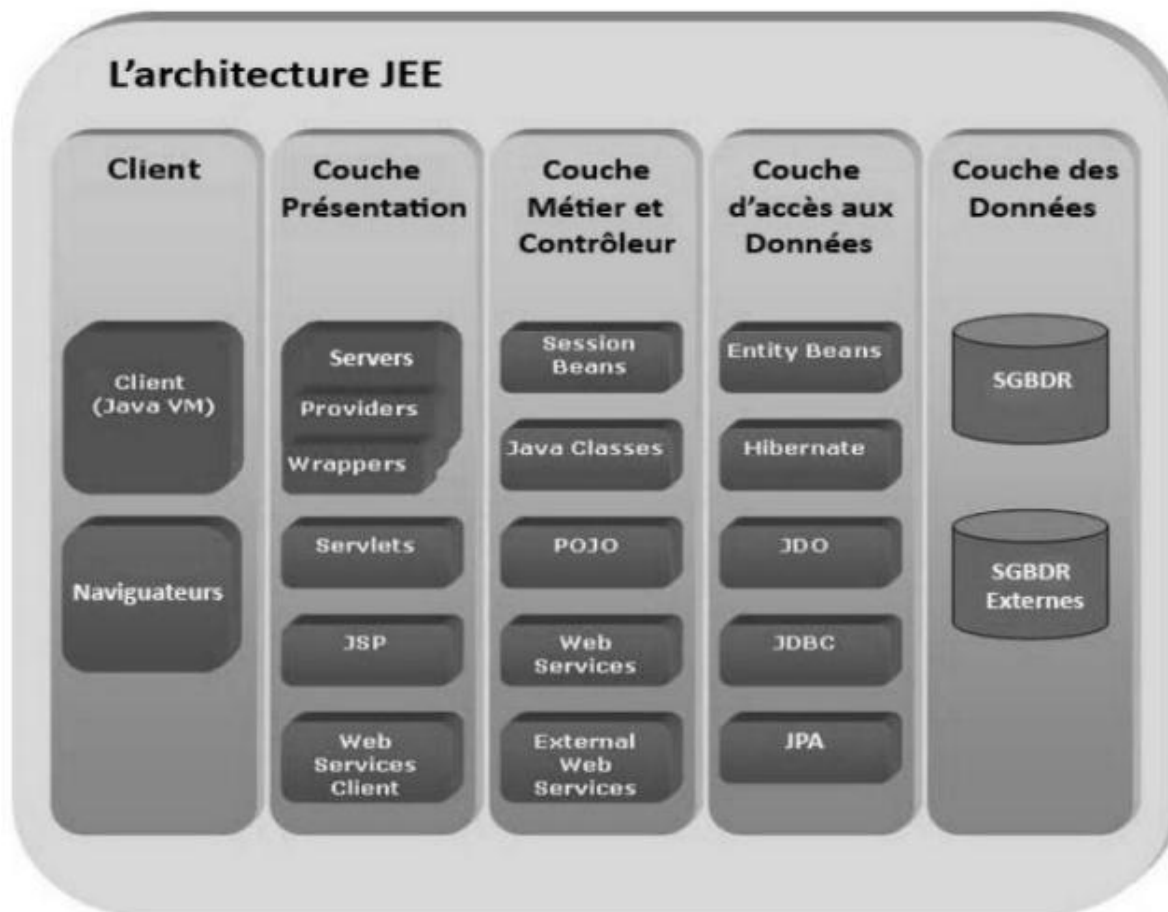 L'architecture JEE
Client
Client
(Java VM)
Naviguateurs
Couche
Présentation
Servers
Providers
Wrappers
Servlets
JSP
Web
Services
Client
Couche
Métier et
Contrôleur
Session
Beans
Java Classes
POJO
Web
Services
External
Web
Services
Couche
d'accès aux
Données
Entity Beans
Hibernate
JDO
JDBC
JPA
Couche des
Données
SGBDR
SGBDR
Externes